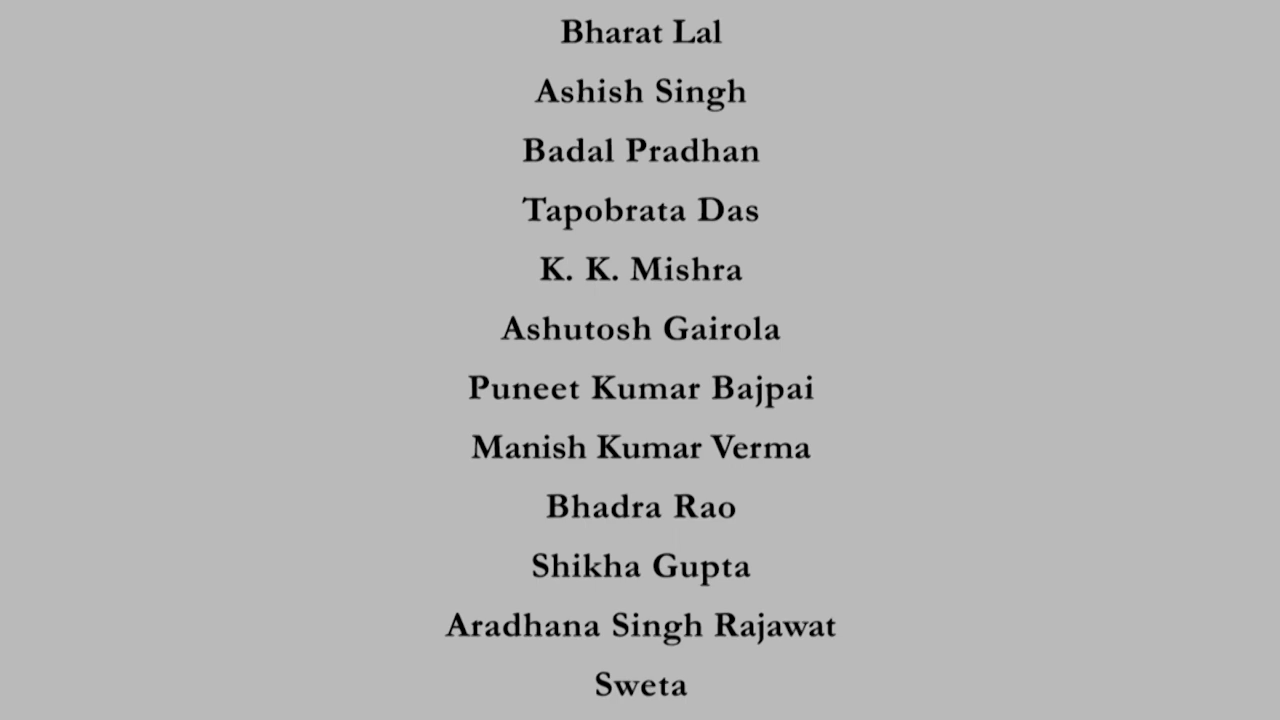 Bharat Lal
Ashish Singh
Badal Pradhan
Tapobrata Das
K. K. Mishra
Ashutosh Gairola
Puneet Kumar Bajpai
Manish Kumar Verma
Bhadra Rao
Shikha Gupta
Aradhana Singh Rajawat
Sweta